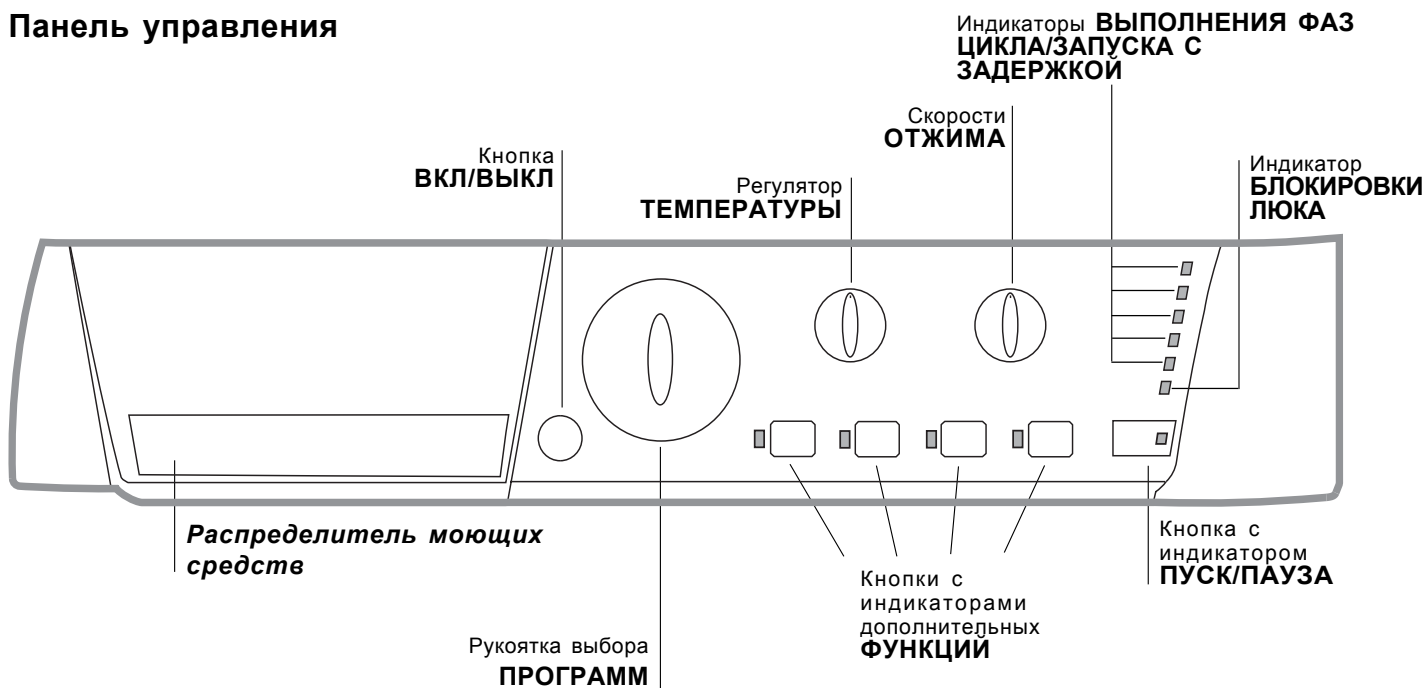 Панель управления
Индикаторы ВЫПОЛНЕНИЯ ФАЗ
ЦИКЛА/ЗАПУСКА С
ЗАДЕРЖКОЙ
Скорости
ОТЖИМА
Кнопка
ВКЛ/ВЫКЛ
Регулятор
ТЕМПЕРАТУРЫ
Индикатор
БЛОКИРОВКИ
ЛЮКА
Распределитель моющих
средств
Кнопка с
индикатором
ПУСК/ПАУЗА
Кнопки с
индикаторами
дополнительных
ФУНКЦИЙ
Рукоятка выбора
ПРОГРАММ